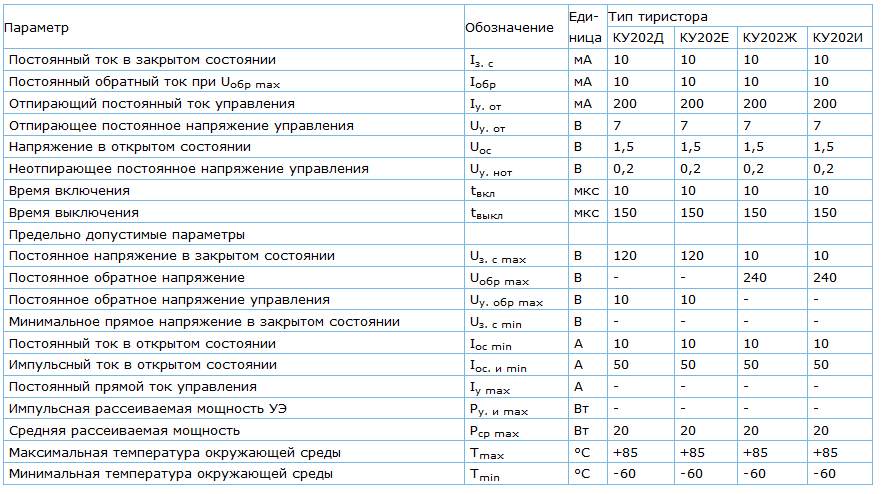 Параметр Обозначение Еди- Тип тиристора
ница КУ202Д КУ202Е КУ202Ж КУ202И
Постоянный ток в закрытом состоянии Iз. с мА 10 10 10 10
Постоянный обратный ток при Uобр max Iобр мА 10 10 10 10
Отпирающий постоянный ток управления Iу. от мА 200 200 200 200
Отпирающее постоянное напряжение управления Uу. от В 7 7 7 7
Напряжение в открытом состоянии Uос В 1,5 1,5 1,5 1,5
Неотпирающее постоянное напряжение управления Uу. нот В 0,2 0,2 0,2 0,2
Время включения tвкл мкс 10 10 10 10
Время выключения tвыкл мкс 150 150 150 150
Предельно допустимые параметры
Постоянное напряжение в закрытом состоянии Uз. с max В 120 120 10 10
Постоянное обратное напряжение Uобр max В - - 240 240
Постоянное обратное напряжения управления Uу. обр max В 10 10 - -
Минимальное прямое напряжение в закрытом состоянии Uз. с min В - - - -
Постоянный ток в открытом состоянии Iос min А 10 10 10 10
Импульсный ток в открытом состоянии Iос. и min А 50 50 50 50
Постоянный прямой ток управления Iу max А - - - -
Импульсная рассеиваемая мощность УЭ Pу. и max Вт - - - -
Средняя рассеиваемая мощность Pср max Вт 20 20 20 20
Максимальная температура окружающей среды Tmax °С +85 +85 +85 +85
Минимальная температура окружающей среды Tmin °С -60 -60 -60 -60